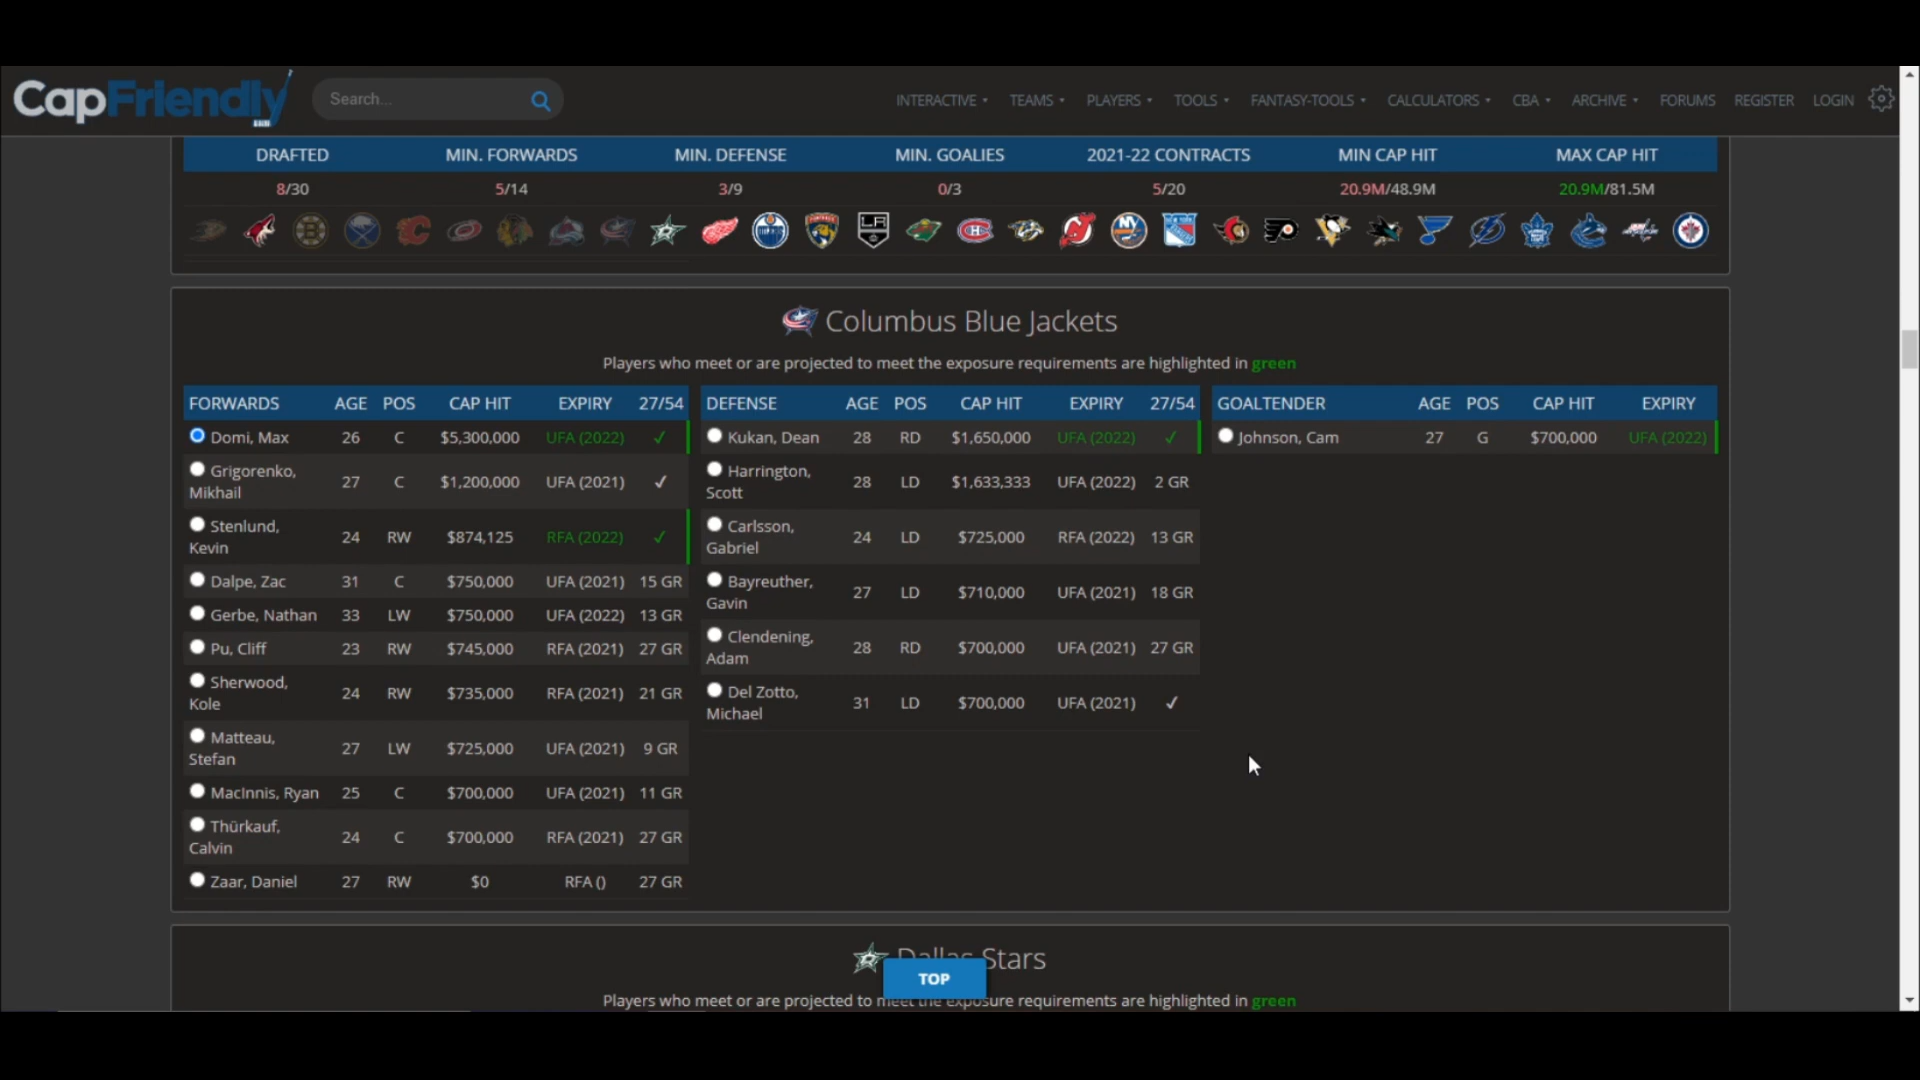 CapFriendly
Search...
INTERACTIVE TEAMS PLAYERS TOOLS FANTASY-TOOLS CALCULATORS CBA ARCHIVE FORUMS REGISTER LOGIN
DRAFTED MIN. FORWARDS MIN. DEFENSE MIN. GOALIES 2021-22 CONTRACTS MIN CAP HIT MAX CAP HIT
8/30 5/14 3/9 0/3 5/20 20.9M/48.9M 20.9M/81.5M
Columbus Blue Jackets
Players who meet or are projected to meet the exposure requirements are highlighted in green
FORWARDS AGE POS CAP HIT EXPIRY 27/54
Domi, Max 26 C $5,300,000 UFA (2022) ✓
Grigorenko, Mikhail 27 C $1,200,000 UFA (2021) ✓
Stenlund, Kevin 24 RW $874,125 RFA (2022) ✓
Dalpe, Zac 31 C $750,000 UFA (2021) 15 GR
Gerbe, Nathan 33 LW $750,000 UFA (2022) 13 GR
Pu, Cliff 23 RW $745,000 RFA (2021) 27 GR
Sherwood, Kole 24 RW $735,000 RFA (2021) 21 GR
Matteau, Stefan 27 LW $725,000 UFA (2021) 9 GR
MacInnis, Ryan 25 C $700,000 UFA (2021) 11 GR
Thürkauf, Calvin 24 C $700,000 RFA (2021) 27 GR
Zaar, Daniel 27 RW $0 RFA () 27 GR
DEFENSE AGE POS CAP HIT EXPIRY 27/54
Kukan, Dean 28 RD $1,650,000 UFA (2022) ✓
Harrington, Scott 28 LD $1,633,333 UFA (2022) 2 GR
Carlsson, Gabriel 24 LD $725,000 RFA (2022) 13 GR
Bayreuther, Gavin 27 LD $710,000 UFA (2021) 18 GR
Clendening, Adam 28 RD $700,000 UFA (2021) 27 GR
Del Zotto, Michael 31 LD $700,000 UFA (2021) ✓
GOALTENDER AGE POS CAP HIT EXPIRY
Johnson, Cam 27 G $700,000 UFA (2022)
Dallas Stars
TOP
Players who meet or are projected to meet the exposure requirements are highlighted in green